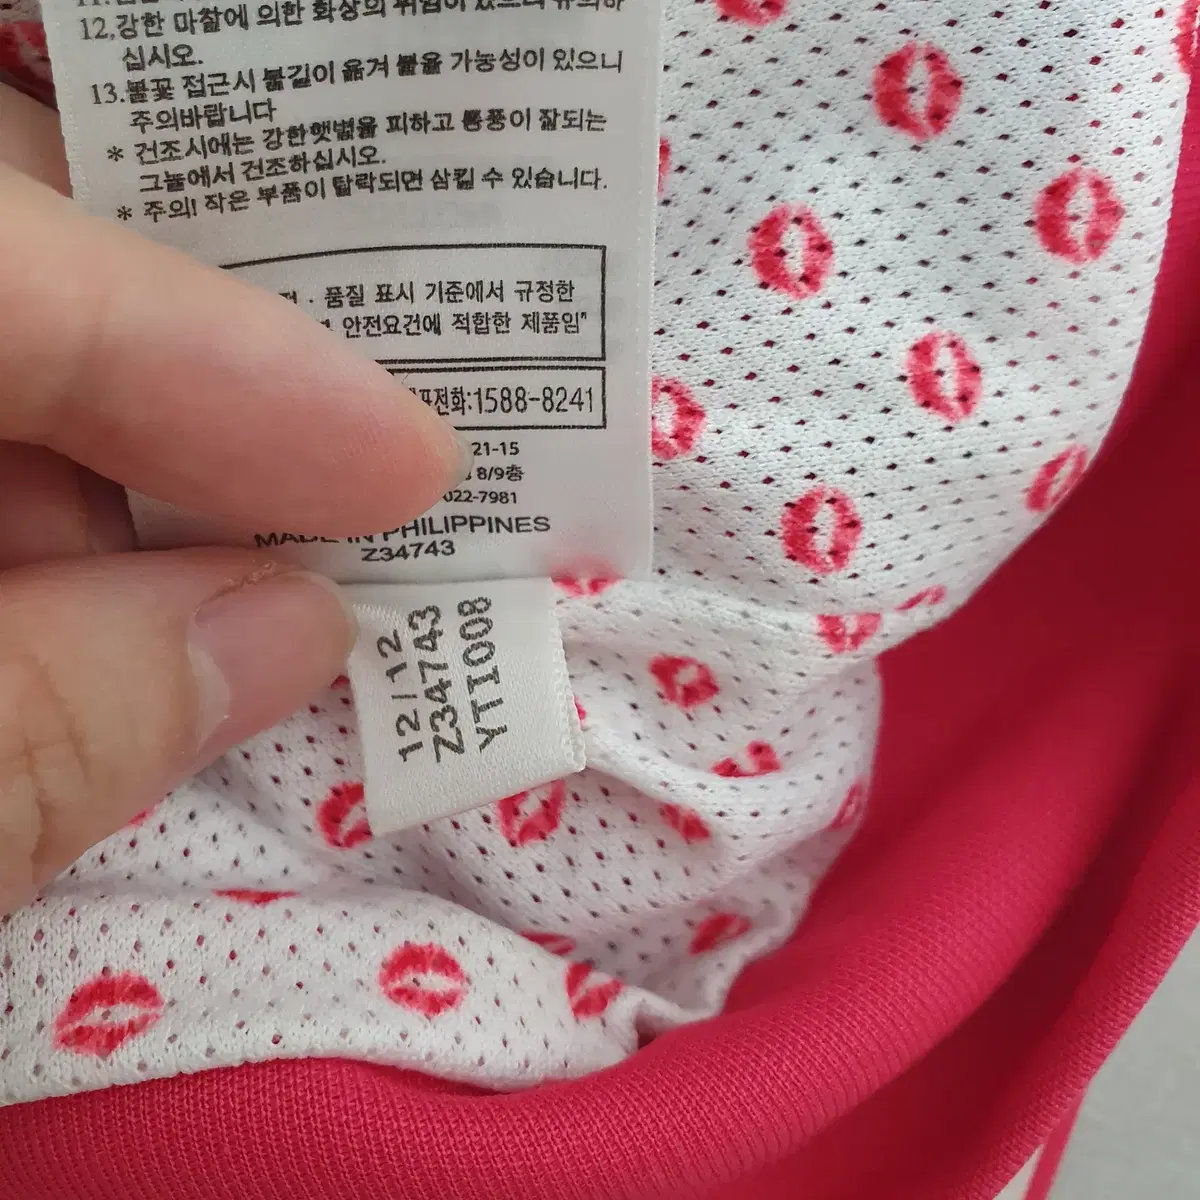 12.강한 마찰에 의한 화상의 위험이 있으니 유의하
십시오.
13.불꽃 접근시 불길이 옮겨 붙을 가능성이 있으니
주의바랍니다
* 건조시에는 강한햇볕을 피하고 통풍이 잘되는
그늘에서 건조하십시오.
* 주의! 작은 부품이 탈락되면 삼킬 수 있습니다.
· 품질 표시 기준에서 규정한
안전요건에 적합한 제품임"
전화:1588-8241
21-15
8/9층
022-7981
MADE IN PHILIPPINES
Z34743
12/12
Z34743
YTI008